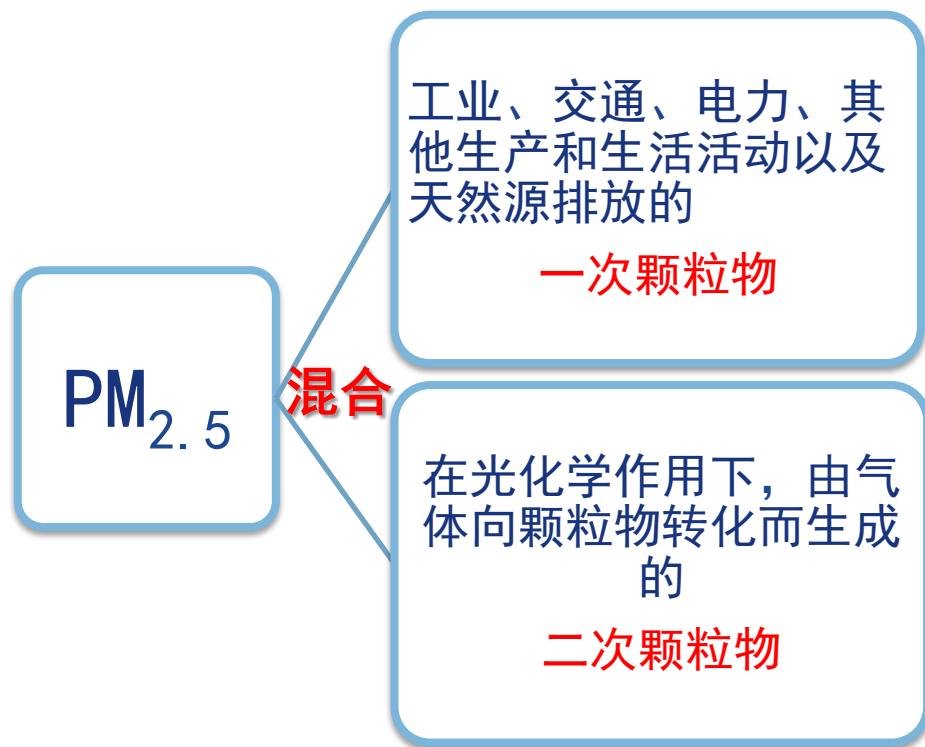 工业、交通、电力、其
他生产和生活活动以及
天然源排放的
一次颗粒物
PM2.5
混合
在光化学作用下，由气
体向颗粒物转化而生成
的
二次颗粒物